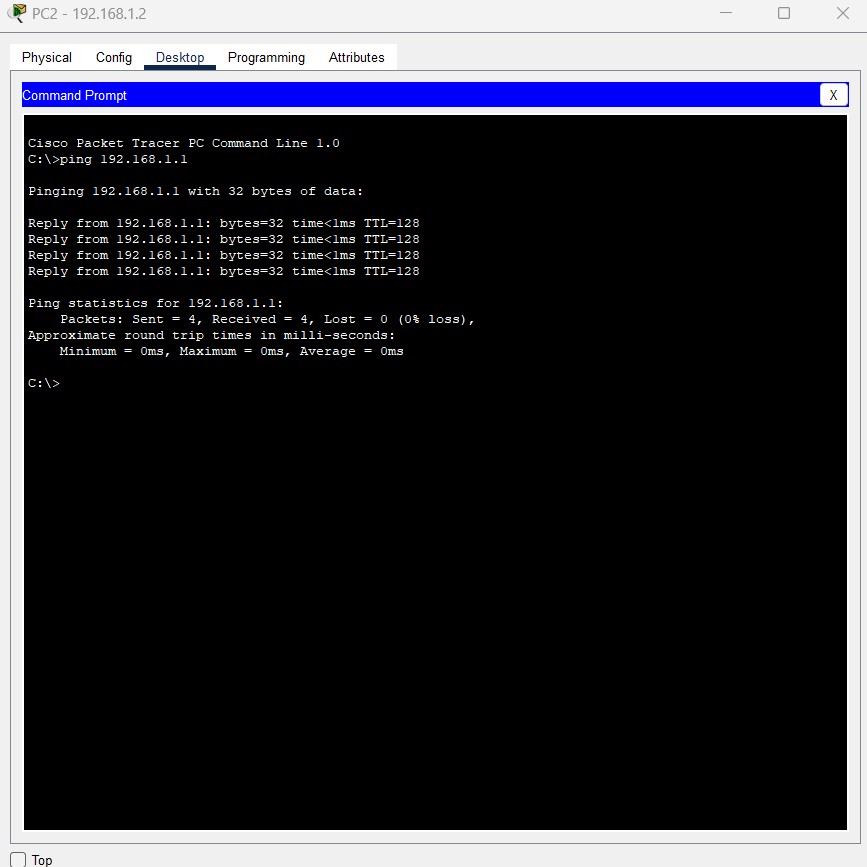 PC2 - 192.168.1.2
Physical Config Desktop Programming Attributes
Command Prompt X
Cisco Packet Tracer PC Command Line 1.0
C:\>ping 192.168.1.1
Pinging 192.168.1.1 with 32 bytes of data:
Reply from 192.168.1.1: bytes=32 time<1ms TTL=128
Reply from 192.168.1.1: bytes=32 time<1ms TTL=128
Reply from 192.168.1.1: bytes=32 time<1ms TTL=128
Reply from 192.168.1.1: bytes=32 time<1ms TTL=128
Ping statistics for 192.168.1.1:
Packets: Sent = 4, Received = 4, Lost = 0 (0% loss),
Approximate round trip times in milli-seconds:
Minimum = 0ms, Maximum = 0ms, Average = 0ms
C:\>
Top